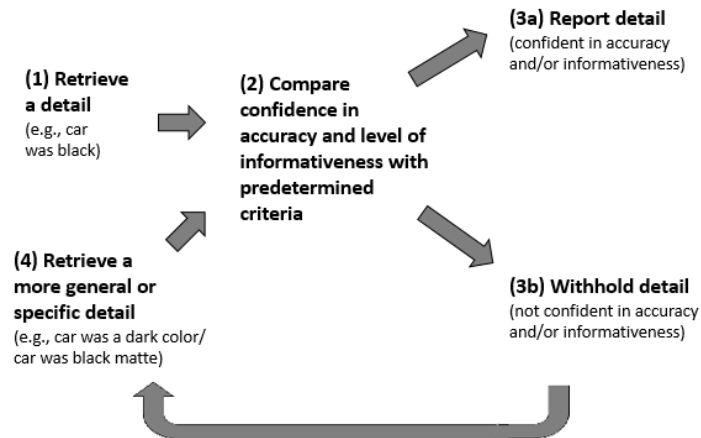 (1) Retrieve
a detail
(e.g., car
was black)
(2) Compare
confidence in
accuracy and level of
informativeness with
predetermined
criteria
(3a) Report detail
(confident in accuracy
and/or informativeness)
(3b) Withhold detail
(not confident in accuracy
and/or informativeness)
(4) Retrieve a
more general or
specific detail
(e.g., car was a dark color/
car was black matte)